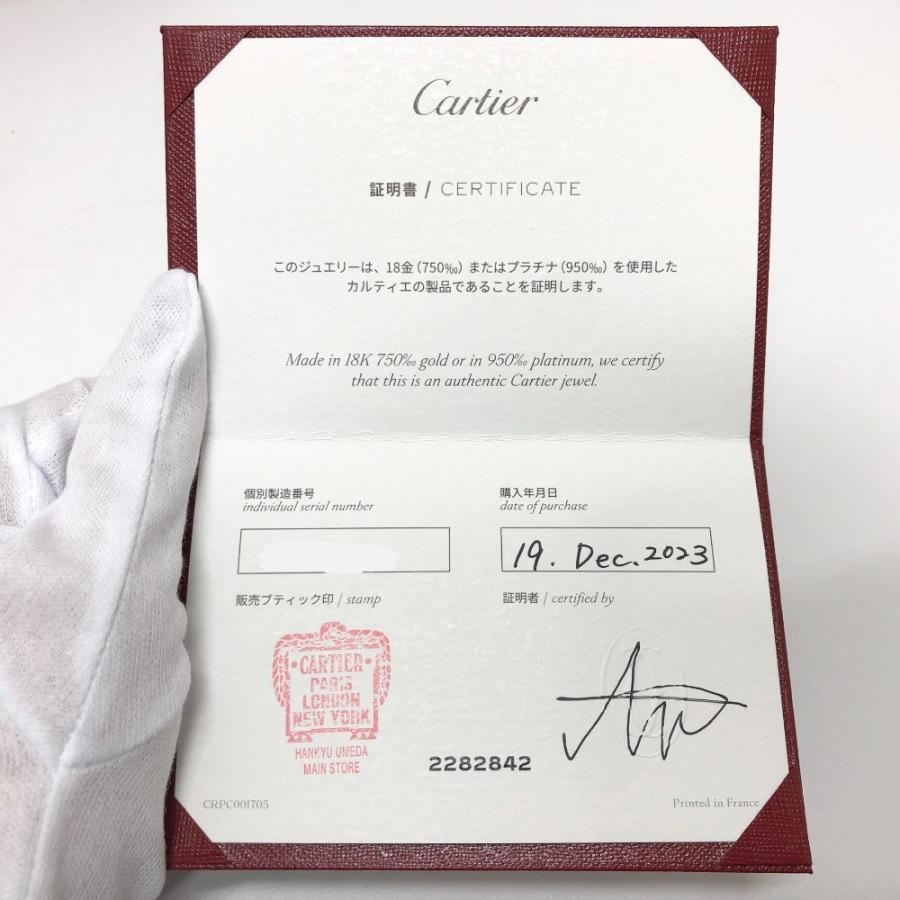 Cartier
証明書 / CERTIFICATE
このジュエリーは、18金(750‰) またはプラチナ(950‰) を使用した
カルティエの製品であることを証明します。
Made in 18K 750‰ gold or in 950‰ platinum, we certify
that this is an authentic Cartier jewel.
個別製造番号
individual serial number
購入年月日
date of purchase
19. Dec. 2023
販売ブティック印 / stamp
証明者 / certified by
CARTIER
PARIS
LONDON
NEW YORK
HANKYU UMEDA
MAIN STORE
2282842
CRPC001705
Printed in France